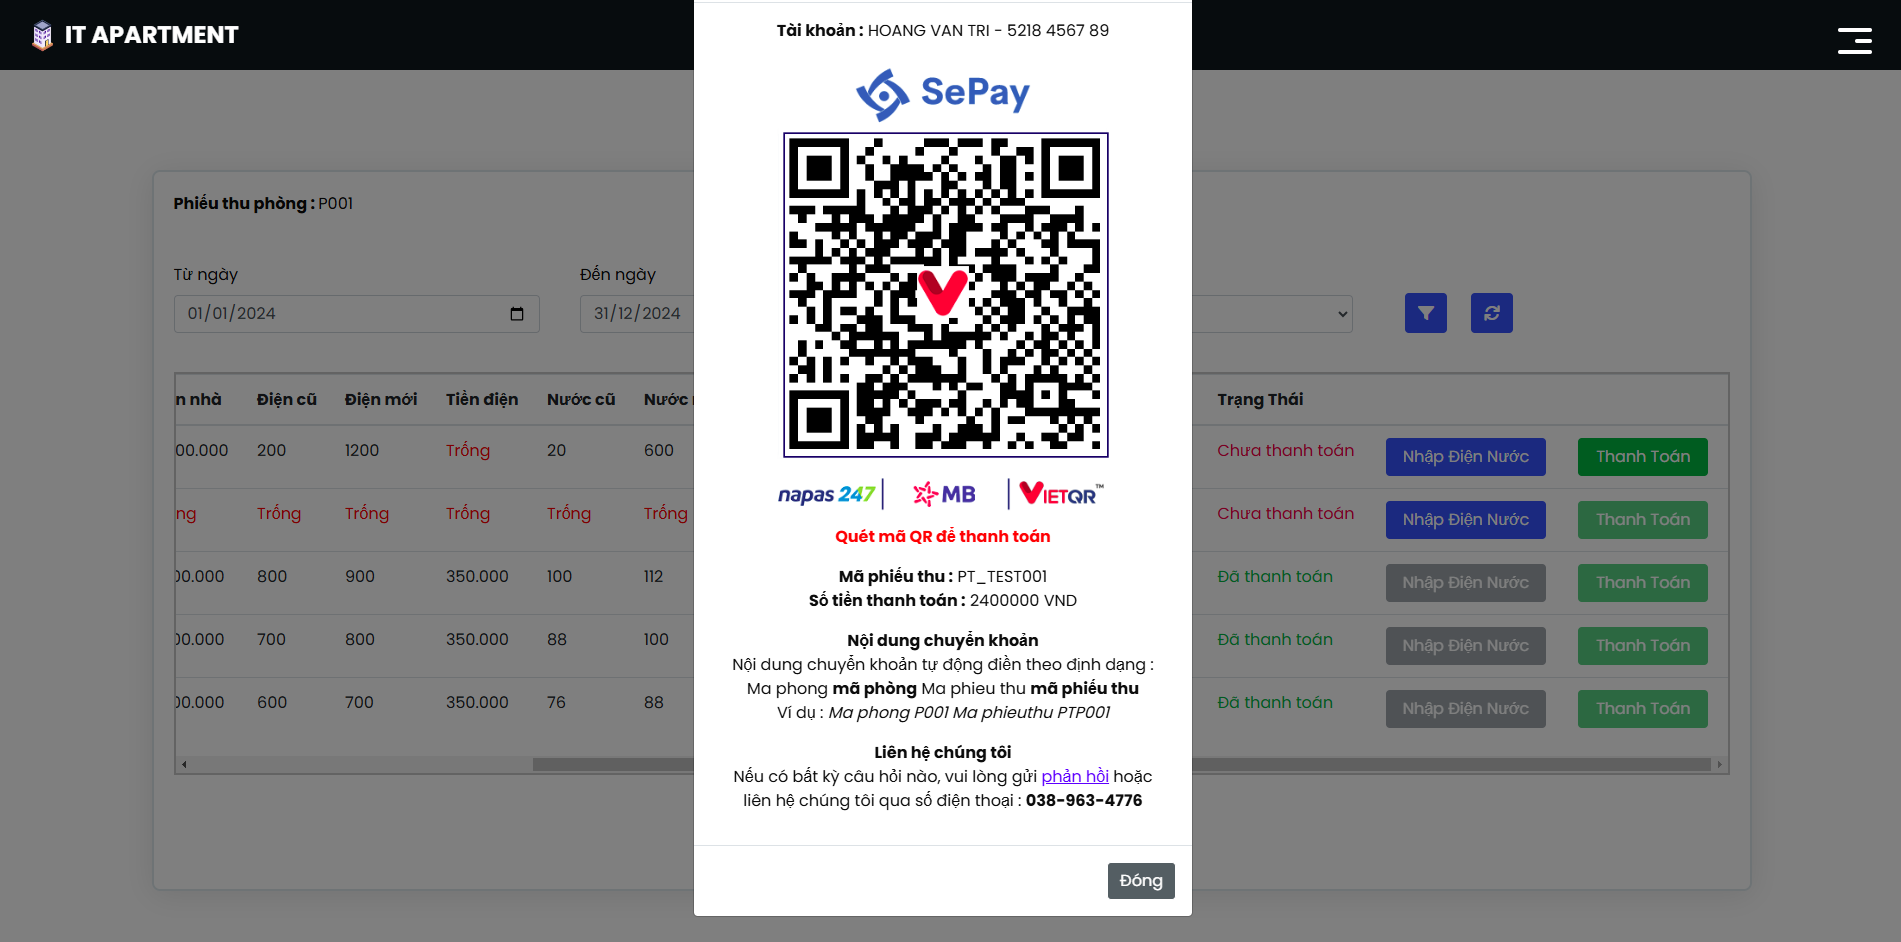 IT APARTMENT
Tài khoản : HOANG VAN TRI - 5218 4567 89
SePay
napas 247
MB
VIETQR™
Quét mã QR để thanh toán
Mã phiếu thu : PT_TEST001
Số tiền thanh toán : 2400000 VND
Nội dung chuyển khoản
Nội dung chuyển khoản tự động điền theo định dạng :
Ma phong mã phòng Ma phieu thu mã phiếu thu
Ví dụ : Ma phong P001 Ma phieuthu PTP001
Liên hệ chúng tôi
Nếu có bất kỳ câu hỏi nào, vui lòng gửi phản hồi hoặc
liên hệ chúng tôi qua số điện thoại : 038-963-4776
Đóng
Phiếu thu phòng : P001
Từ ngày
Đến ngày
01/01/2024
31/12/2024
n nhà Điện cũ Điện mới Tiền điện Nước cũ Nước Trạng Thái
00.000 200 1200 Trống 20 600 Chưa thanh toán Nhập Điện Nước Thanh Toán
ng Trống Trống Trống Trống Trống Chưa thanh toán Nhập Điện Nước Thanh Toán
00.000 800 900 350.000 100 112 Đã thanh toán Nhập Điện Nước Thanh Toán
00.000 700 800 350.000 88 100 Đã thanh toán Nhập Điện Nước Thanh Toán
00.000 600 700 350.000 76 88 Đã thanh toán Nhập Điện Nước Thanh Toán